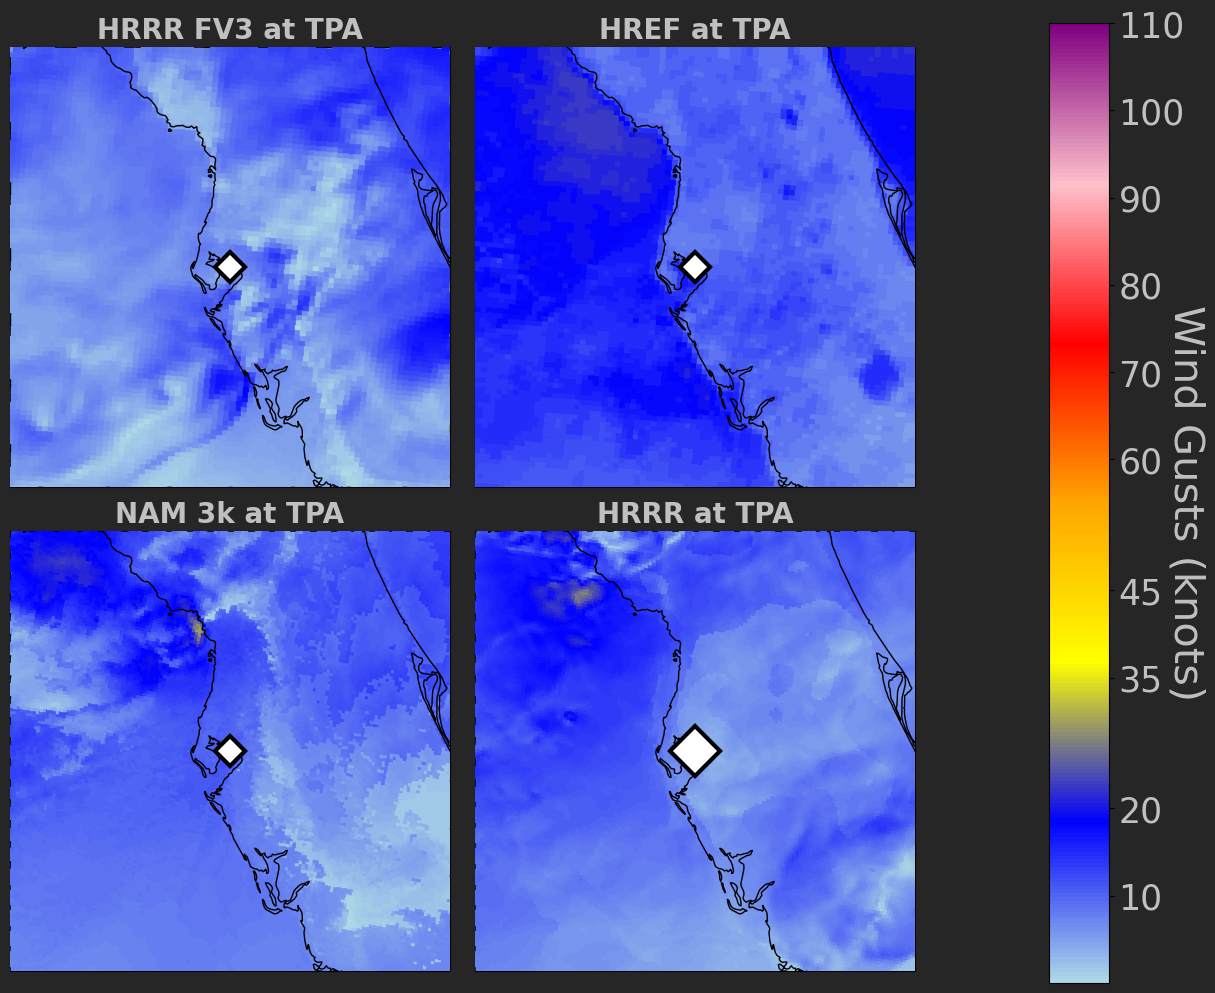 HRRR FV3 at TPA
HREF at TPA
NAM 3k at TPA
HRRR at TPA
110
100
90
80
70
60
45
35
20
10
Wind Gusts (knots)